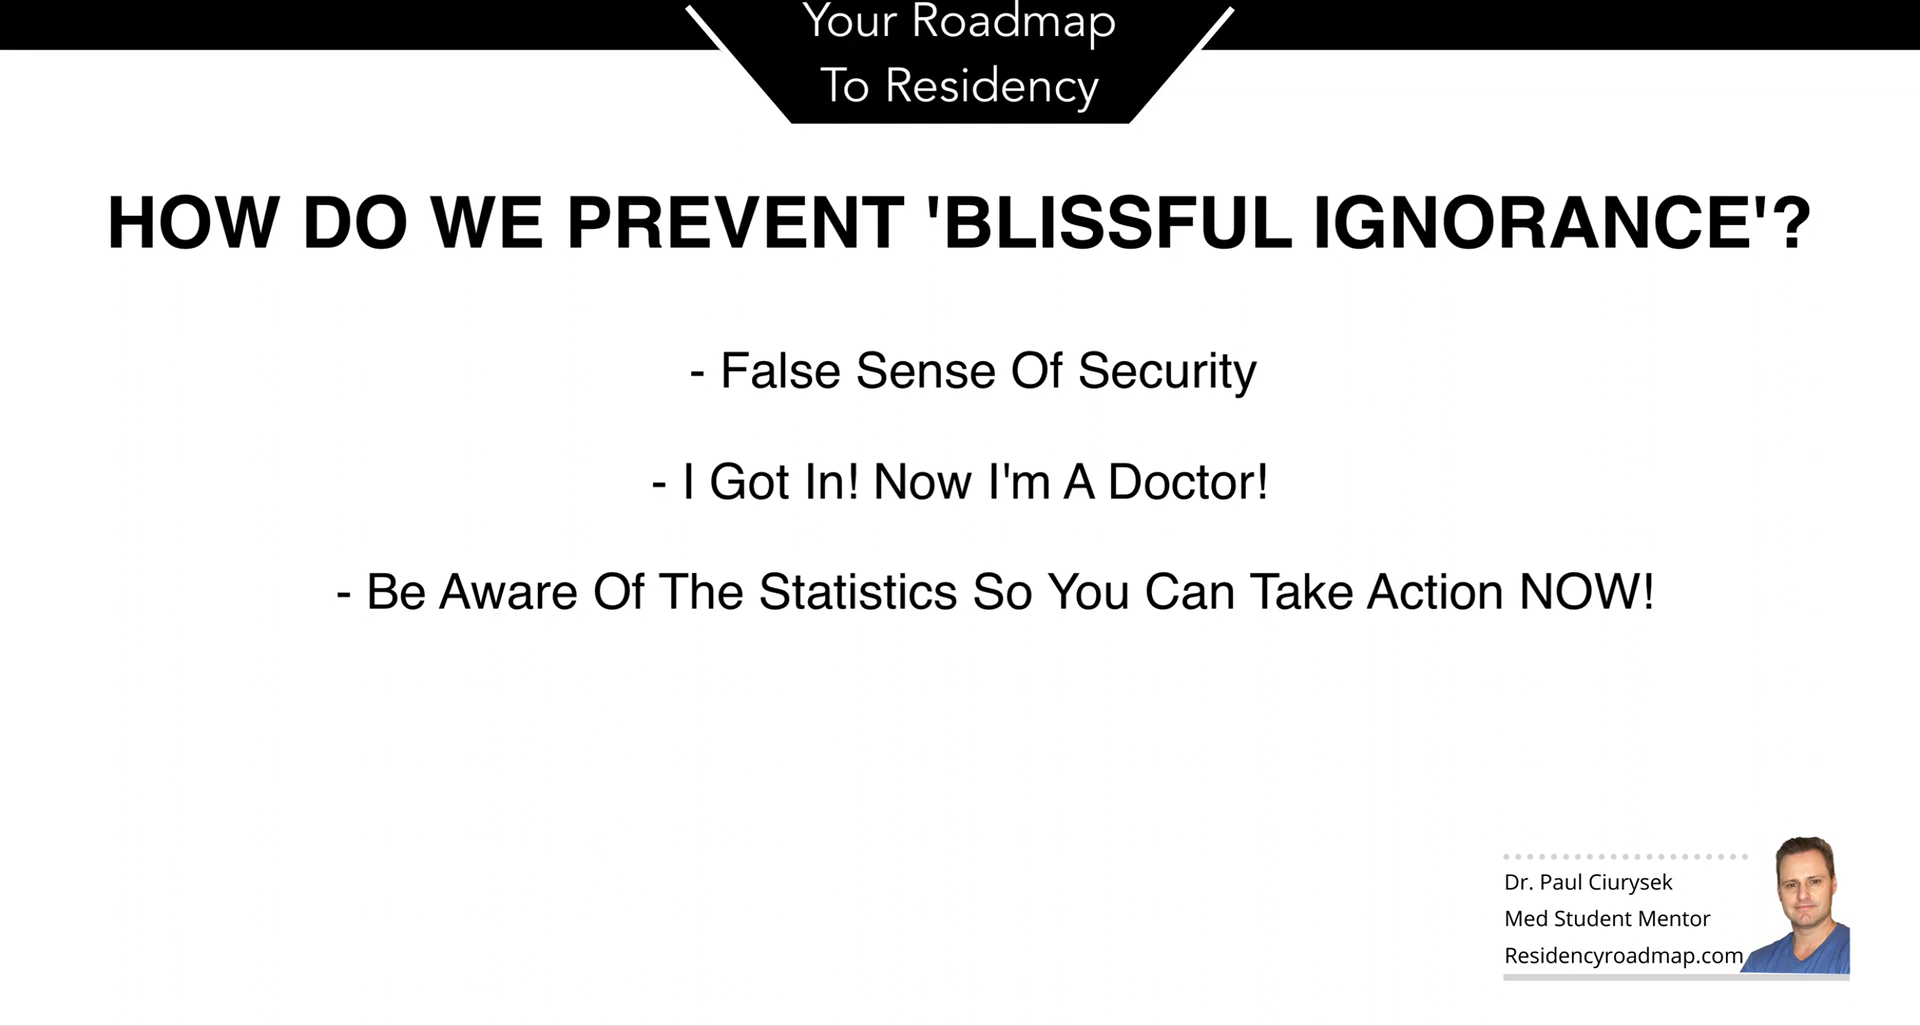 Your Roadmap
To Residency
HOW DO WE PREVENT 'BLISSFUL IGNORANCE'?
- False Sense Of Security
- I Got In! Now I'm A Doctor!
- Be Aware Of The Statistics So You Can Take Action NOW!
Dr. Paul Ciurysek
Med Student Mentor
Residencyroadmap.com